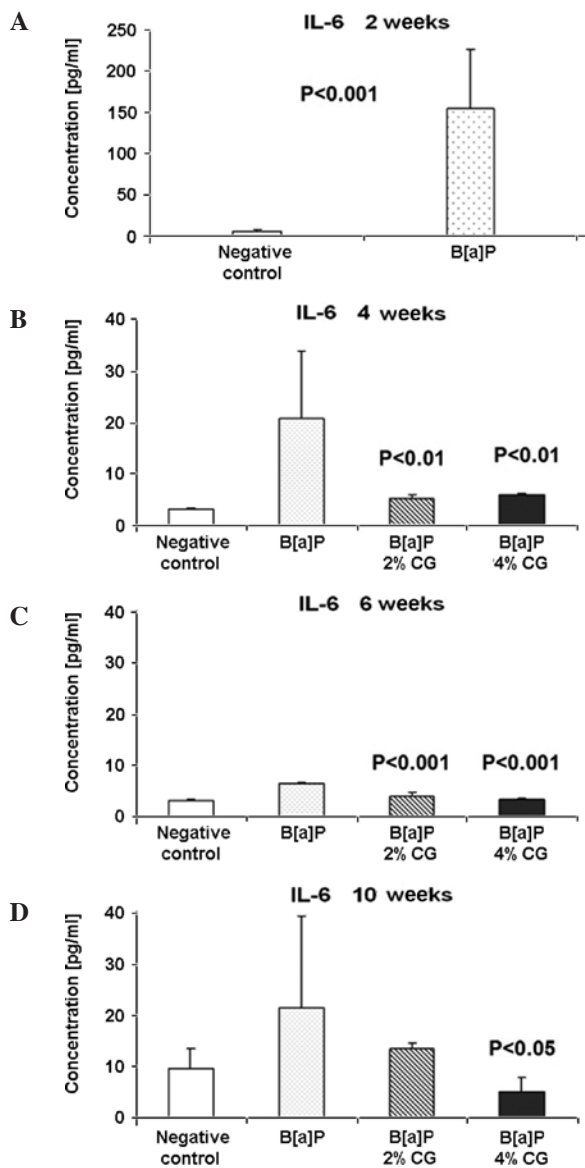 A
IL-6 2 weeks
Concentration [pg/ml]
250
200
150
100
50
0
P<0.001
Negative
control
B[a]P
B
IL-6 4 weeks
Concentration [pg/ml]
40
30
20
10
0
P<0.01
P<0.01
Negative
control
B[a]P
B[a]P
2% CG
B[a]P
4% CG
C
IL-6 6 weeks
Concentration [pg/ml]
40
30
20
10
0
P<0.001
P<0.001
Negative
control
B[a]P
B[a]P
2% CG
B[a]P
4% CG
D
IL-6 10 weeks
Concentration [pg/ml]
40
30
20
10
0
P<0.05
Negative
control
B[a]P
B[a]P
2% CG
B[a]P
4% CG